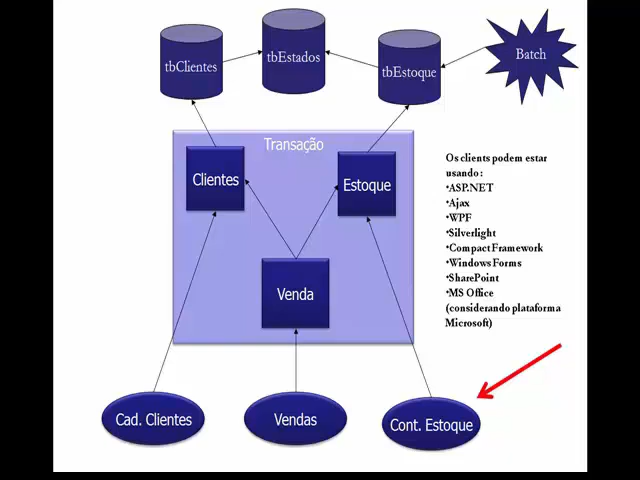 tbClientes
tbEstados
tbEstoque
Batch
Transação
Clientes
Estoque
Venda
Os clients podem estar
usando :
•ASP.NET
•Ajax
•WPF
•Silverlight
•Compact Framework
•Windows Forms
•SharePoint
•MS Office
(considerando plataforma
Microsoft)
Cad. Clientes
Vendas
Cont. Estoque